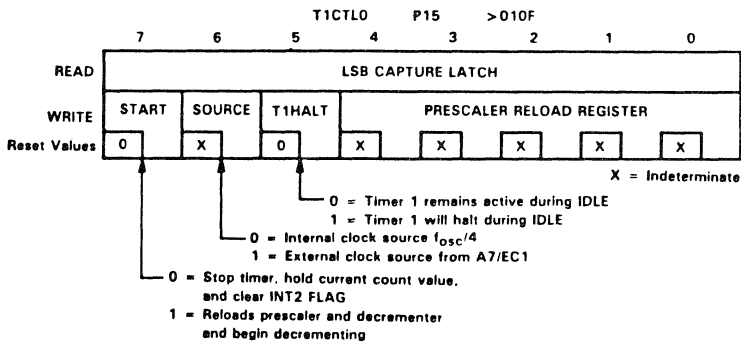 T1CTL0 P15 >010F
7 6 5 4 3 2 1 0
READ LSB CAPTURE LATCH
WRITE START SOURCE T1HALT PRESCALER RELOAD REGISTER
Reset Values 0 X 0 X X X X X
X = Indeterminate
0 = Timer 1 remains active during IDLE
1 = Timer 1 will halt during IDLE
0 = Internal clock source fosc/4
1 = External clock source from A7/EC1
0 = Stop timer, hold current count value,
and clear INT2 FLAG
1 = Reloads prescaler and decrementer
and begin decrementing